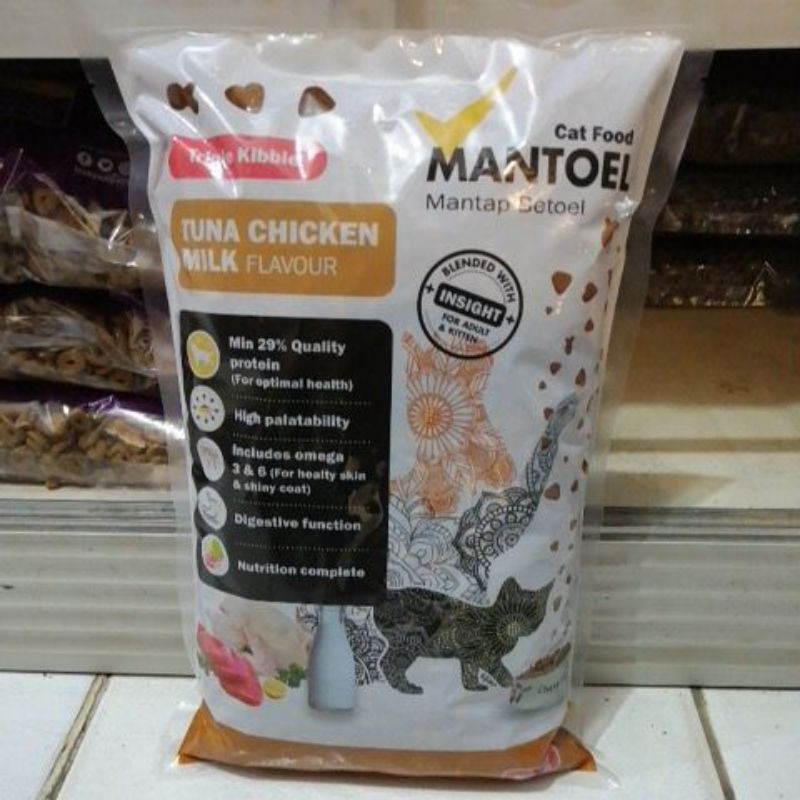 Cat Food
MANTOEL
Mantap Betoel
Triple Kibble
TUNA CHICKEN
MILK FLAVOUR
BLENDED WITH
INSIGHT
FOR ADULT
& KITTEN
Min 29% Quality
protein
(For optimal health)
High palatability
Includes omega
3 & 6 (For healty skin
& shiny coat)
Digestive function
Nutrition complete